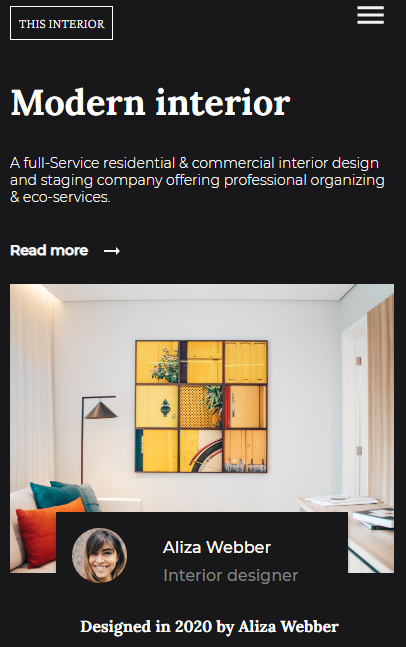 THIS INTERIOR
Modern interior
A full-Service residential & commercial interior design
and staging company offering professional organizing
& eco-services.
Read more
Aliza Webber
Interior designer
Designed in 2020 by Aliza Webber